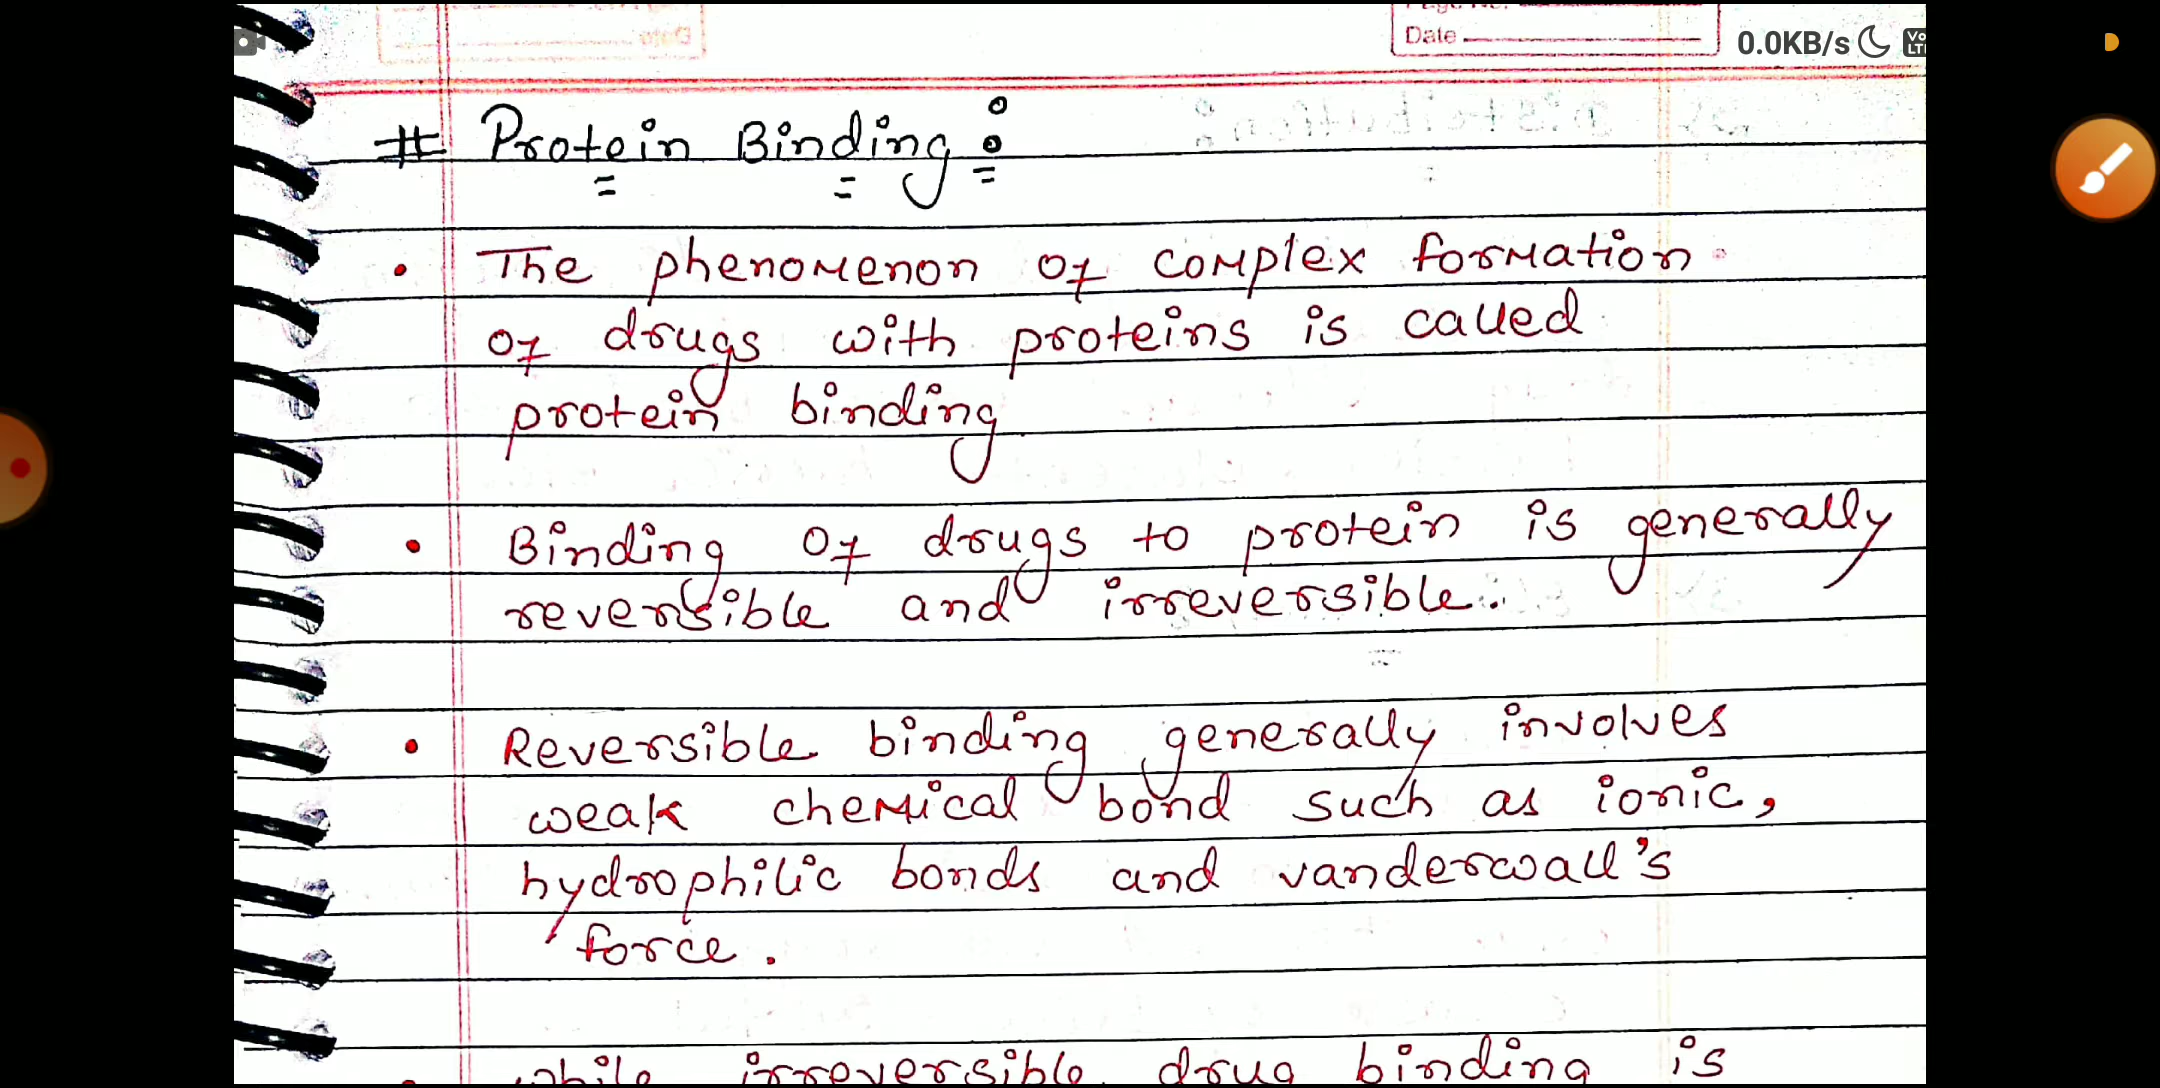 Date
0.0KB/s
# Protein Binding :
• The phenomenon of complex formation
of drugs with proteins is called
protein binding
• Binding of drugs to protein is generally
reversible and irreversible.
• Reversible binding generally involves
weak chemical bond such as ionic,
hydrophilic bonds and vanderwall's
force.
• while irreversible drug binding is